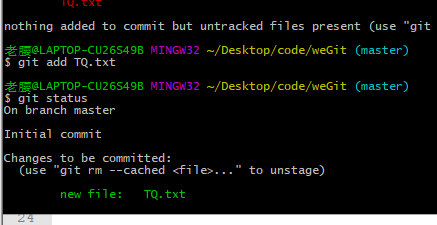 TQ.txt
nothing added to commit but untracked files present (use "git
老腰@LAPTOP-CU26S49B MINGW32 ~/Desktop/code/weGit (master)
$ git add TQ.txt
老腰@LAPTOP-CU26S49B MINGW32 ~/Desktop/code/weGit (master)
$ git status
On branch master
Initial commit
Changes to be committed:
(use "git rm --cached <file>..." to unstage)
new file: TQ.txt
24